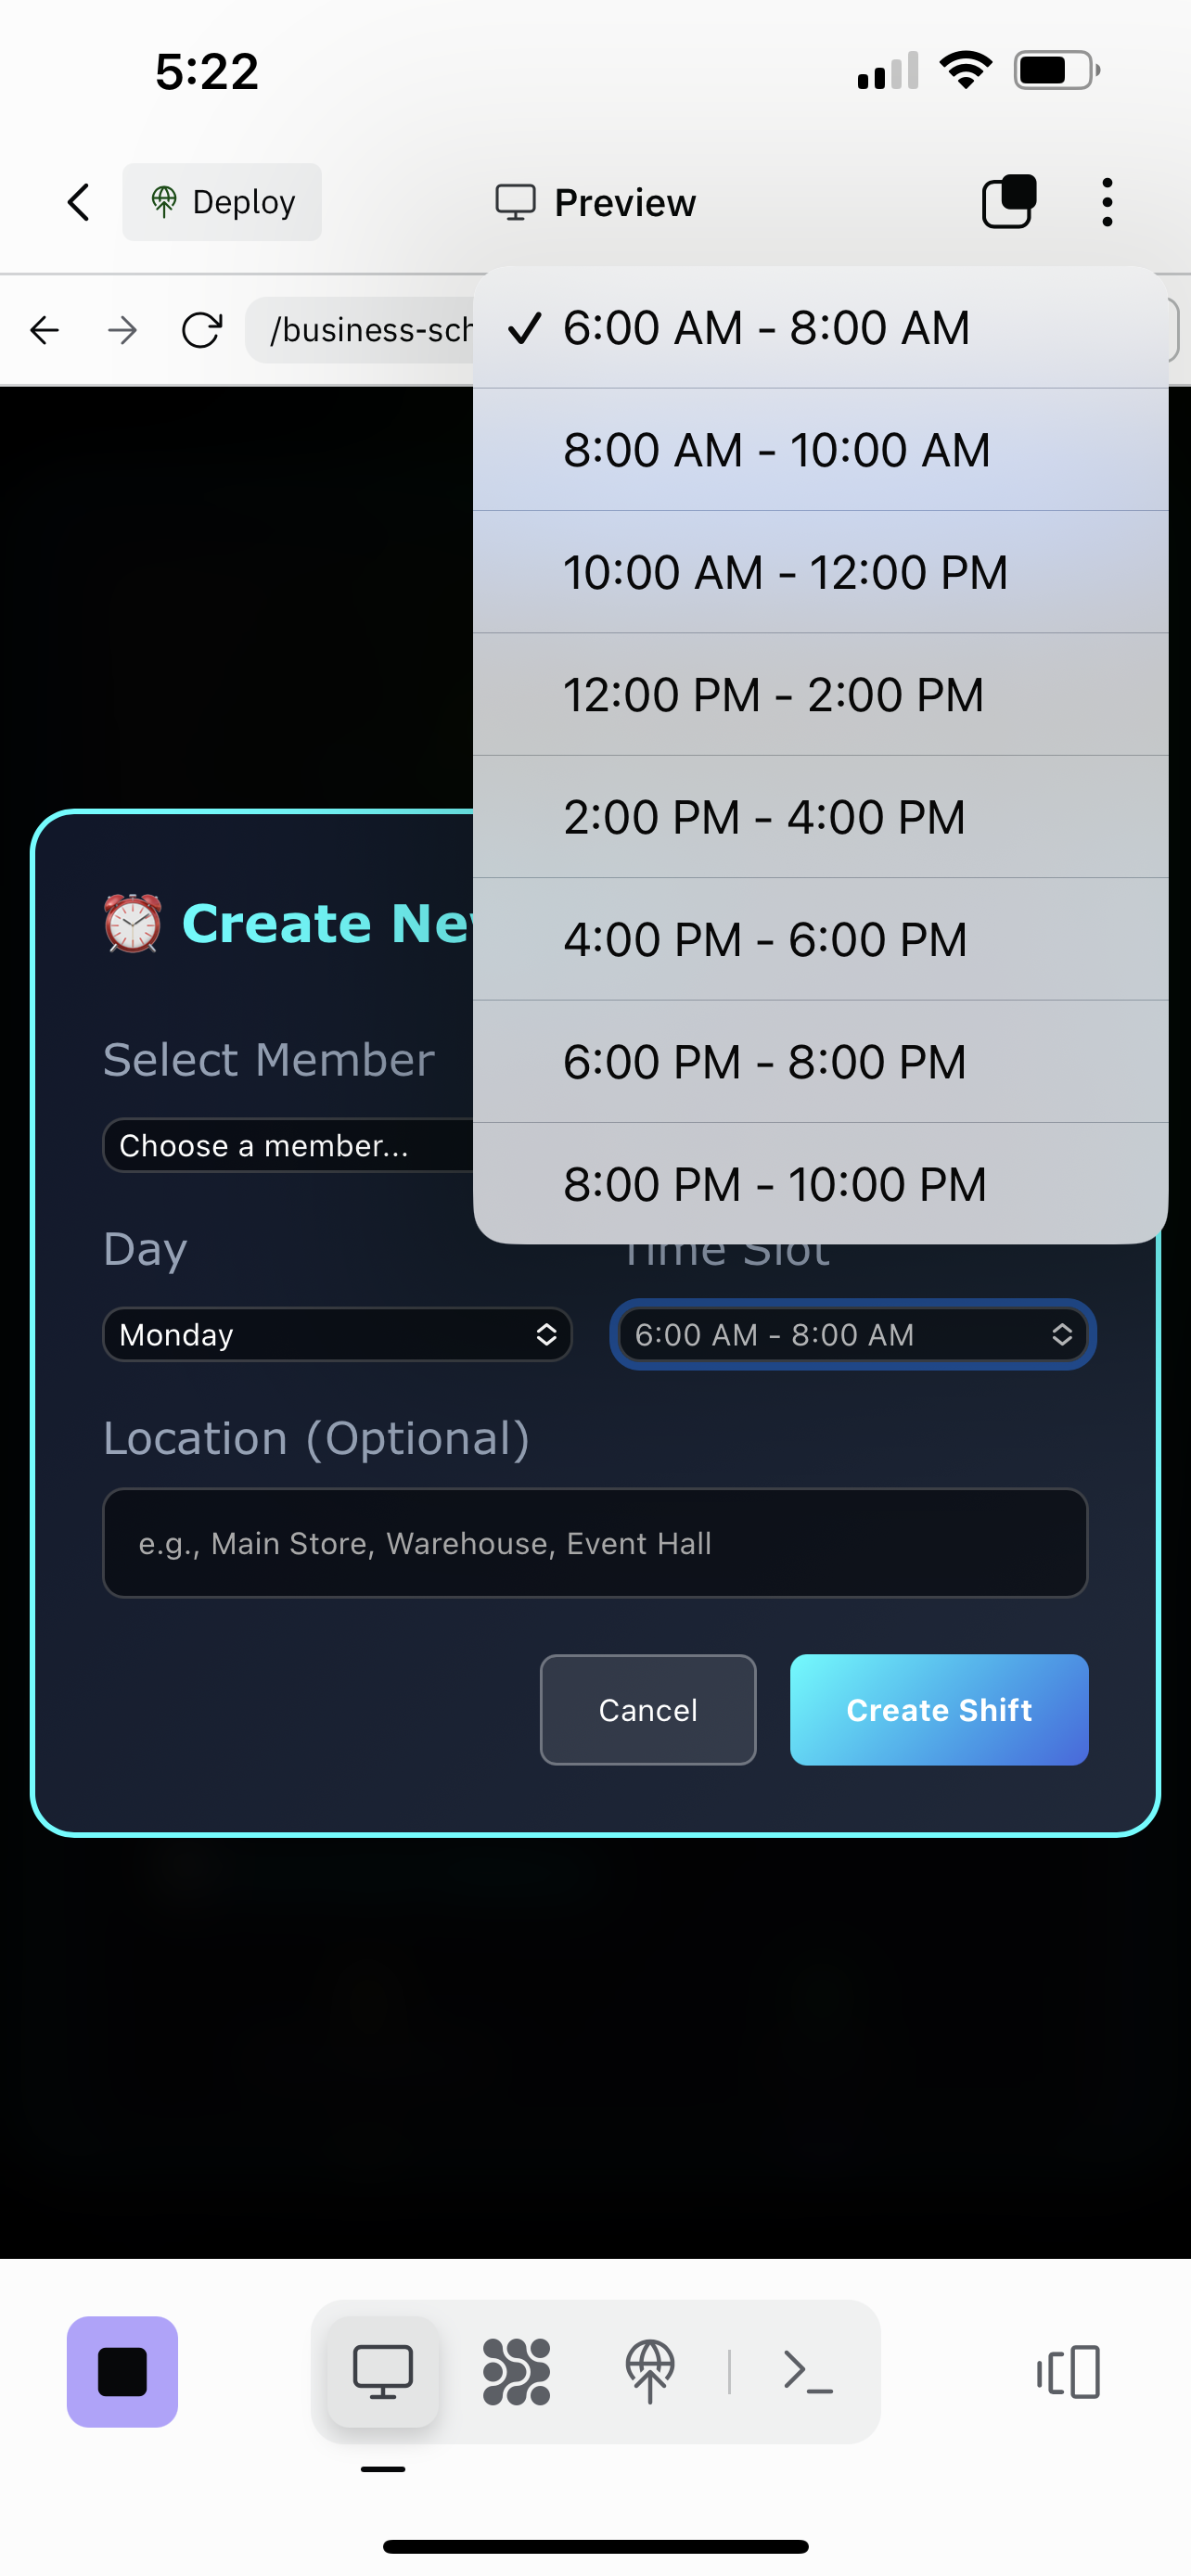 5:22
Deploy
Preview
/business-sch
6:00 AM - 8:00 AM
8:00 AM - 10:00 AM
10:00 AM - 12:00 PM
12:00 PM - 2:00 PM
2:00 PM - 4:00 PM
4:00 PM - 6:00 PM
6:00 PM - 8:00 PM
8:00 PM - 10:00 PM
Create Ne
Select Member
Choose a member...
Day
Time Slot
Monday
6:00 AM - 8:00 AM
Location (Optional)
e.g., Main Store, Warehouse, Event Hall
Cancel
Create Shift